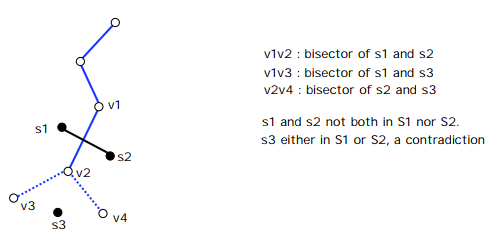 v1
s1
s2
v2
v3
v4
s3
v1v2 : bisector of s1 and s2
v1v3 : bisector of s1 and s3
v2v4 : bisector of s2 and s3
s1 and s2 not both in S1 nor S2.
s3 either in S1 or S2, a contradiction